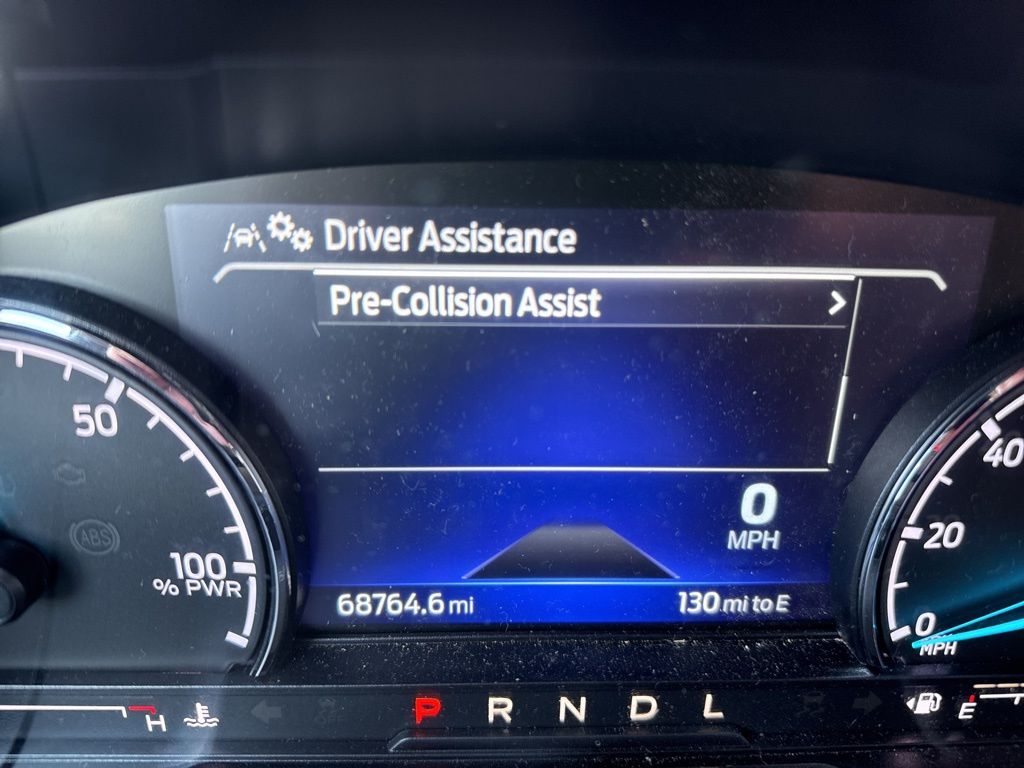 Driver Assistance
Pre-Collision Assist
50
100
% PWR
ABS
0
MPH
40
20
0
MPH
68764.6 mi
130 mi to E
H
P R N D L
E